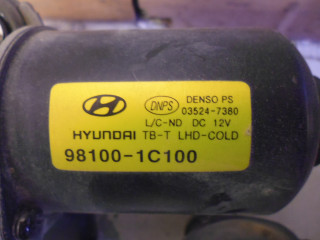 DNPS DENSO PS
03524-7380
L/C-ND DC 12V
HYUNDAI TB-T LHD-COLD
98100-1C100